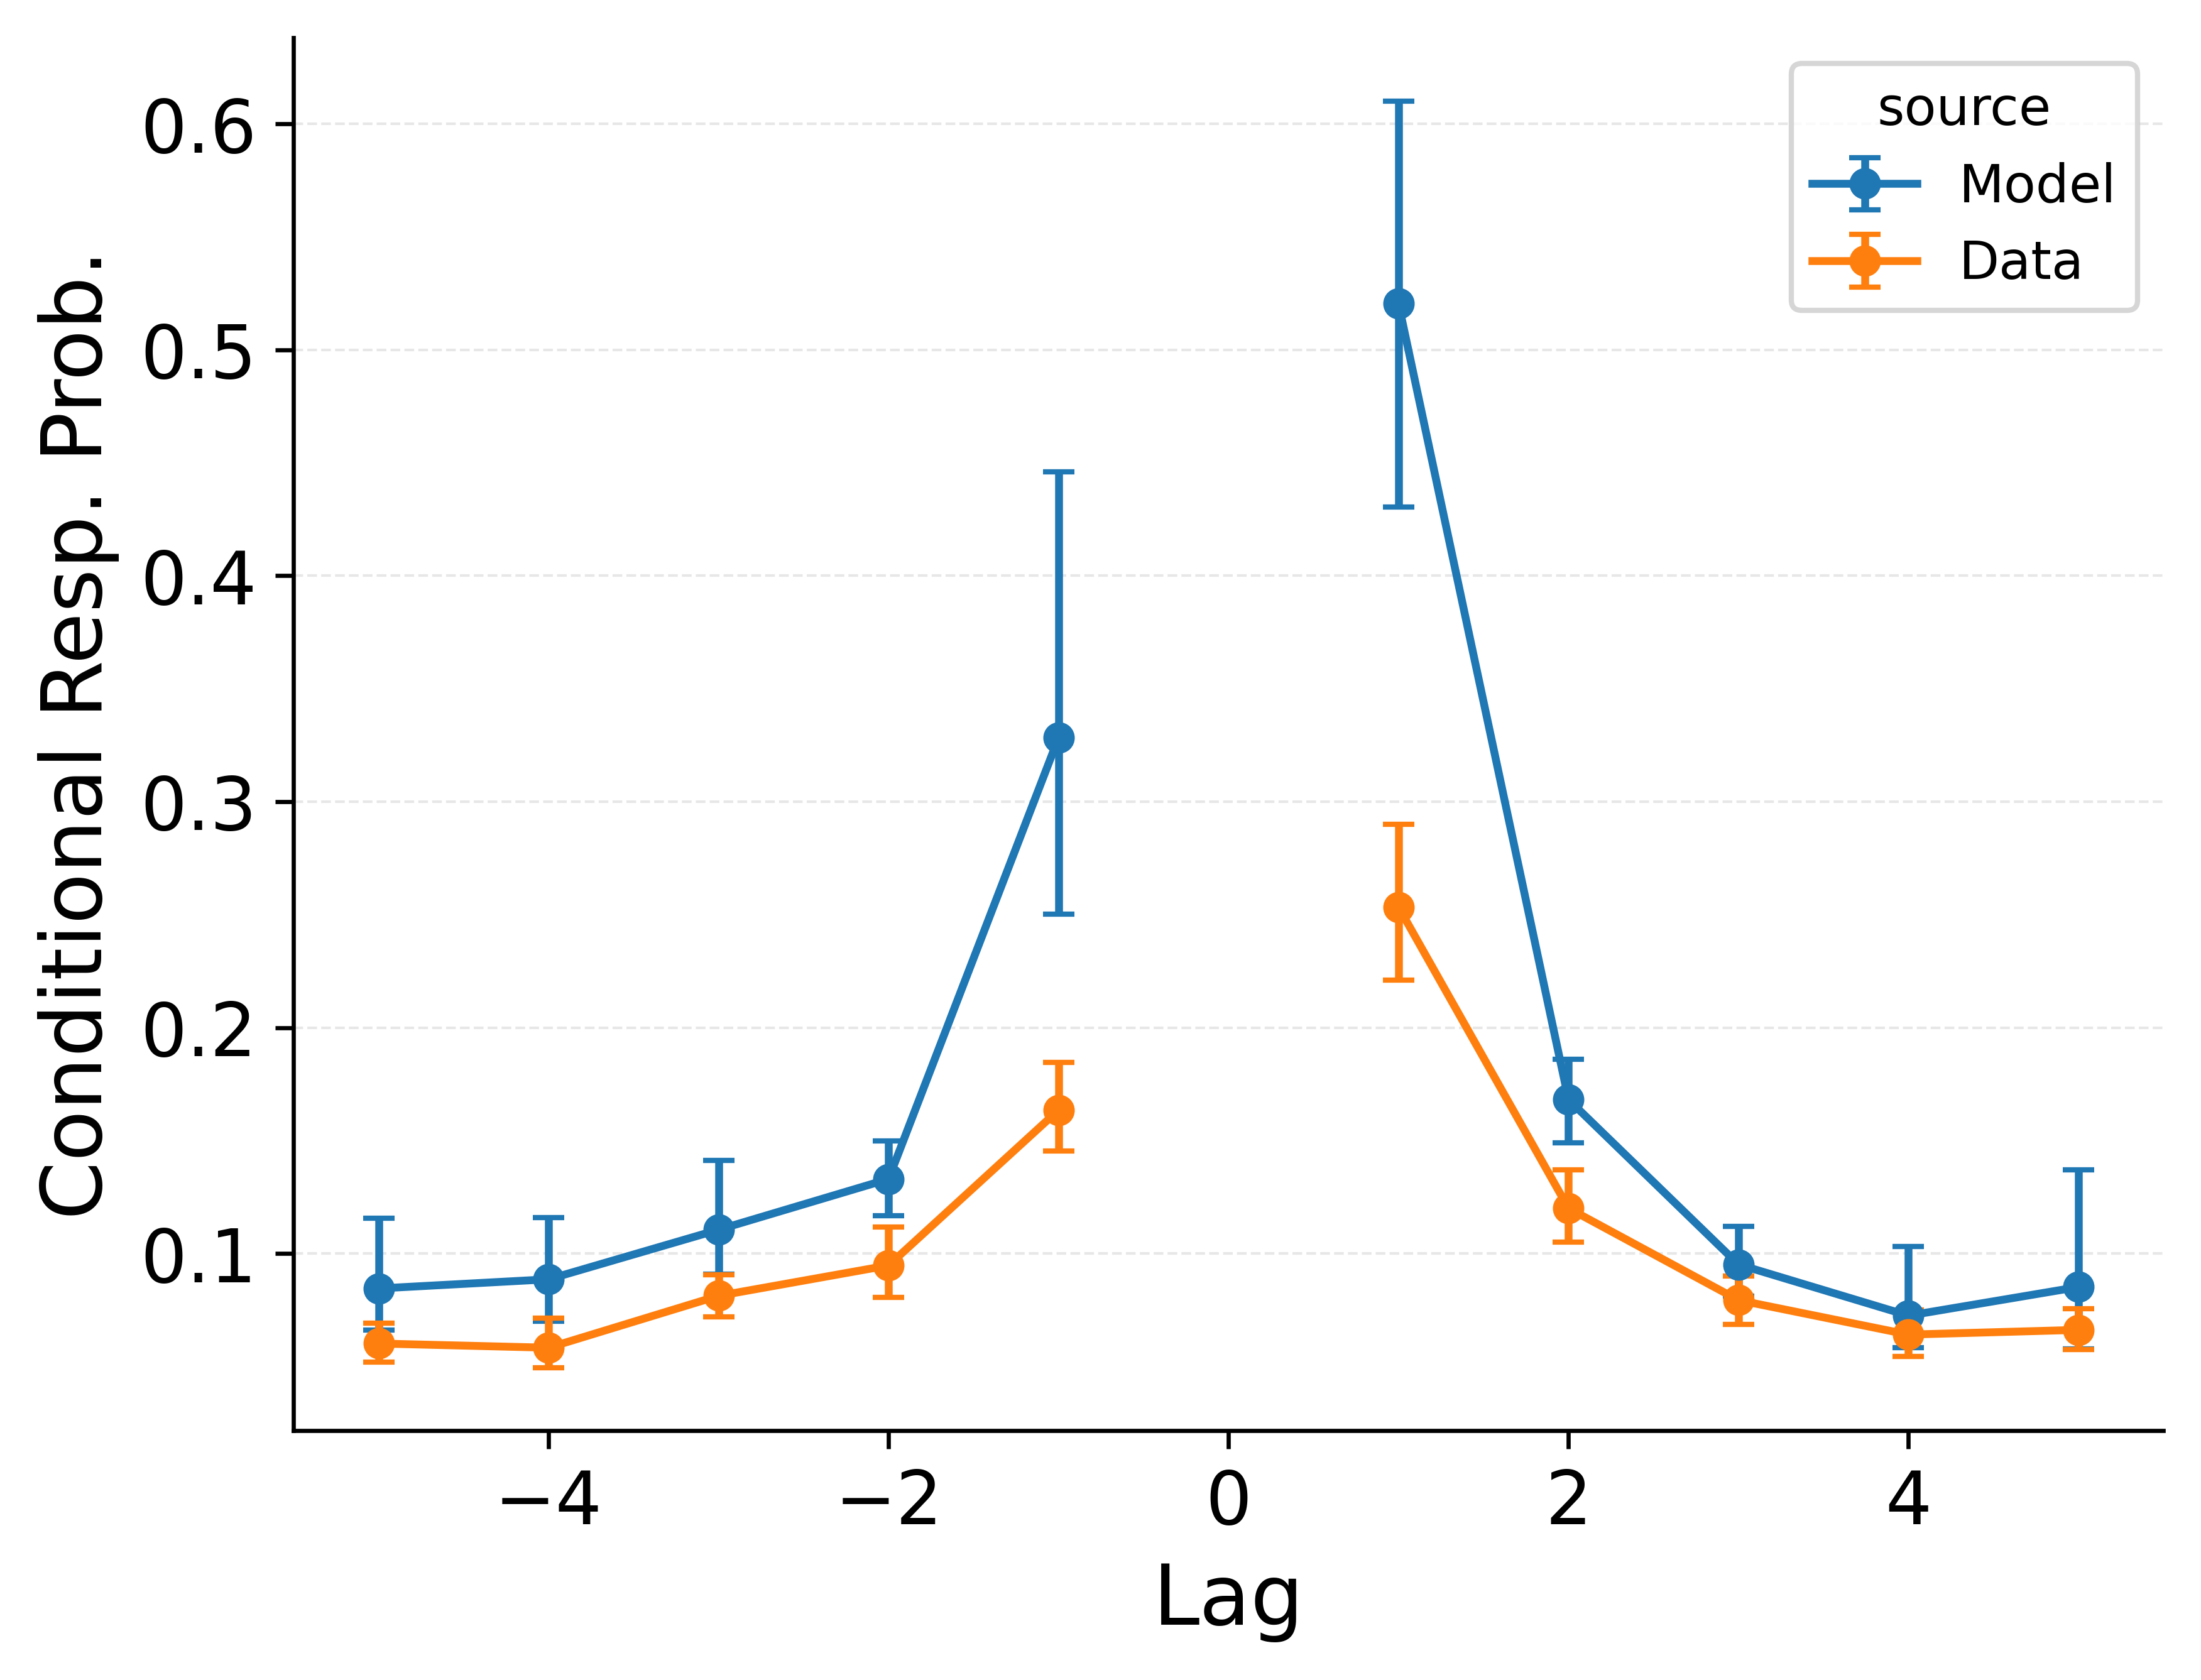 source
Model
Data
Conditional Resp. Prob.
0.6
0.5
0.4
0.3
0.2
0.1
−4 −2 0 2 4
Lag